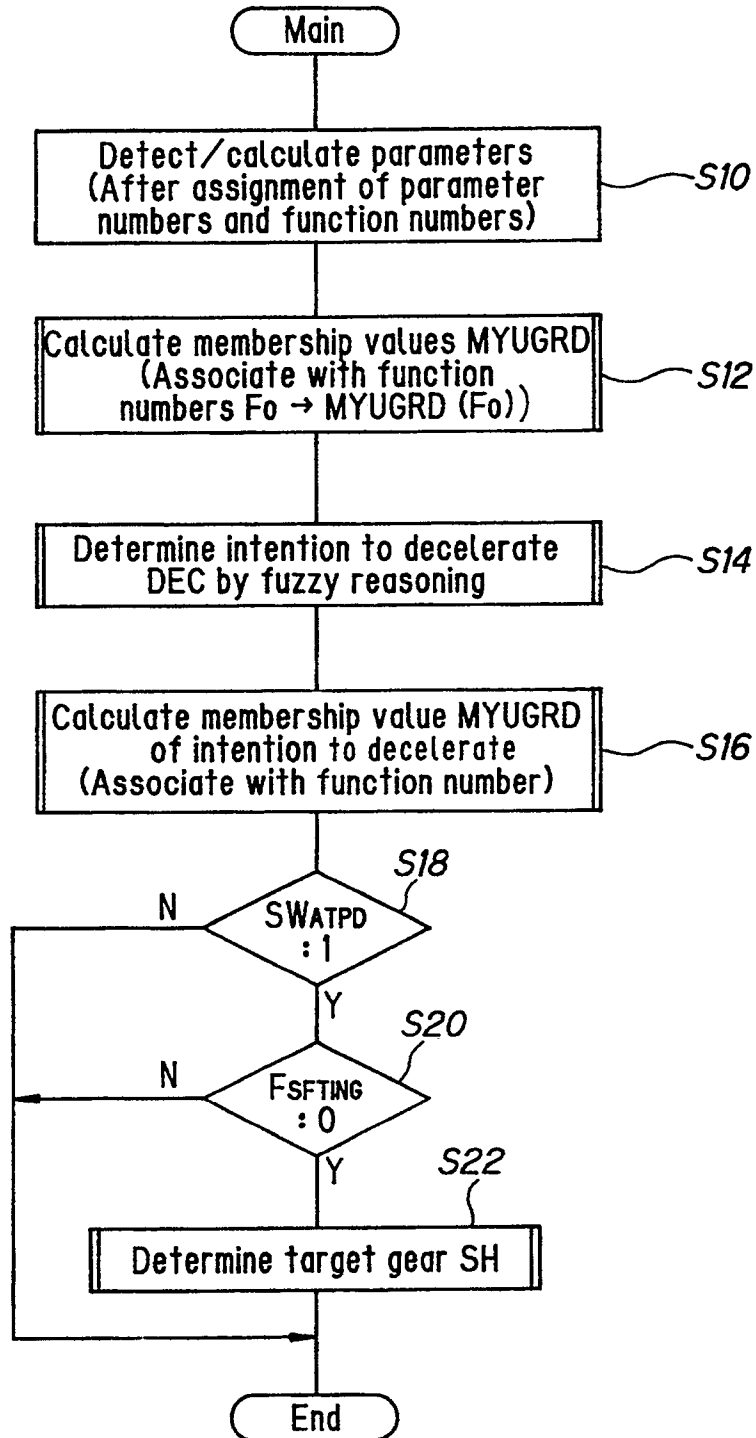 Main
Detect/calculate parameters
(After assignment of parameter
numbers and function numbers)
S10
Calculate membership values MYUGRD
(Associate with function
numbers Fo → MYUGRD (Fo))
S12
Determine intention to decelerate
DEC by fuzzy reasoning
S14
Calculate membership value MYUGRD
of intention to decelerate
(Associate with function number)
S16
S18
N
SWATPD
: 1
Y
S20
N
FSFTING
: 0
Y
S22
Determine target gear SH
End